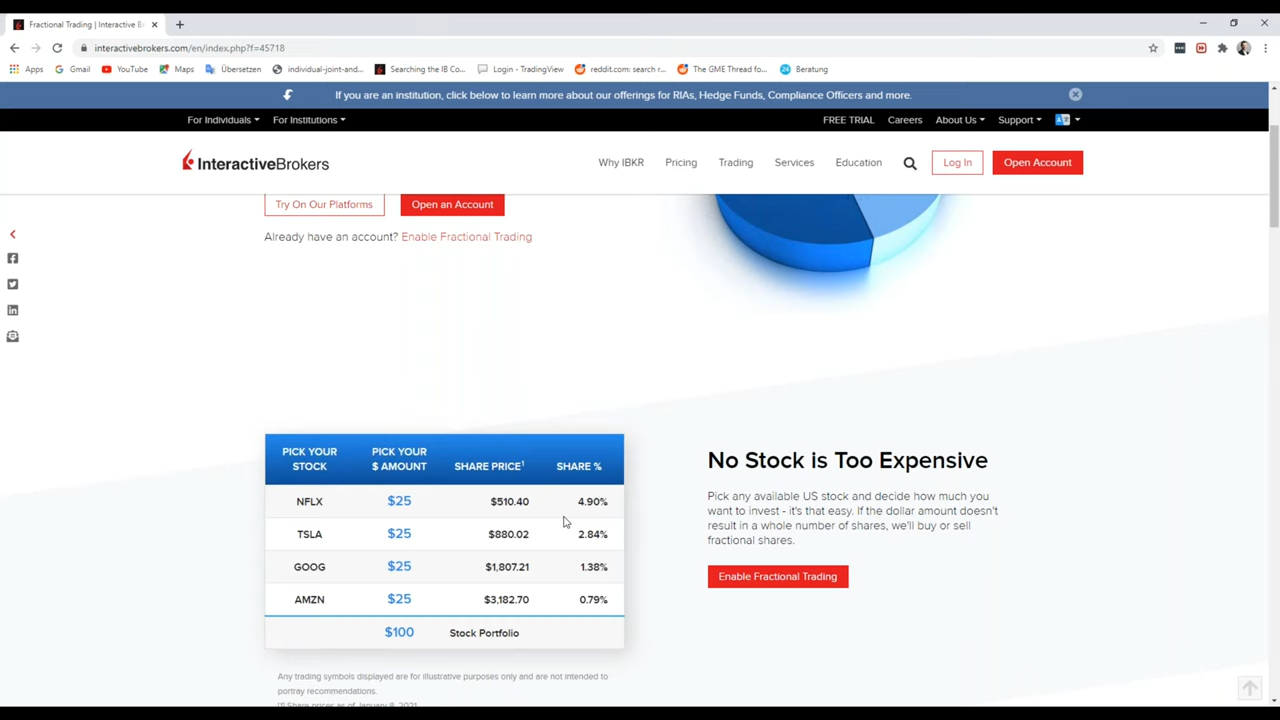 Fractional Trading | Interactive B
interactivebrokers.com/en/index.php?f=45718
Apps Gmail YouTube Maps Übersetzen individual-joint-and... Searching the IB Co... Login - TradingView reddit.com: search r... The GME Thread fo... Beratung
If you are an institution, click below to learn more about our offerings for RIAs, Hedge Funds, Compliance Officers and more.
For Individuals For Institutions FREE TRIAL Careers About Us Support
InteractiveBrokers Why IBKR Pricing Trading Services Education Log In Open Account
Try On Our Platforms Open an Account
Already have an account? Enable Fractional Trading
PICK YOUR STOCK PICK YOUR $ AMOUNT SHARE PRICE¹ SHARE %
NFLX $25 $510.40 4.90%
TSLA $25 $880.02 2.84%
GOOG $25 $1,807.21 1.38%
AMZN $25 $3,182.70 0.79%
$100 Stock Portfolio
Any trading symbols displayed are for illustrative purposes only and are not intended to
portray recommendations.
[1] Share prices as of January 8, 2021
No Stock is Too Expensive
Pick any available US stock and decide how much you
want to invest - it's that easy. If the dollar amount doesn't
result in a whole number of shares, we'll buy or sell
fractional shares.
Enable Fractional Trading